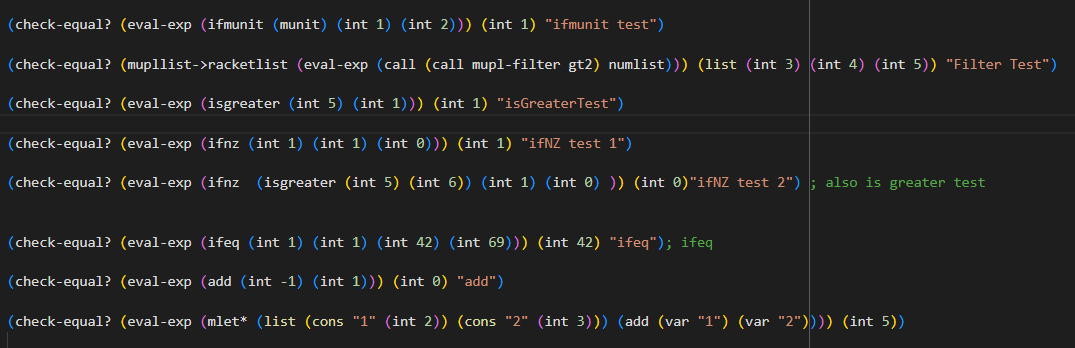 (check-equal? (eval-exp (ifmunit (munit) (int 1) (int 2))) (int 1) "ifmunit test")
(check-equal? (mupllist->racketlist (eval-exp (call (call mupl-filter gt2) numlist))) (list (int 3) (int 4) (int 5)) "Filter Test")
(check-equal? (eval-exp (isgreater (int 5) (int 1))) (int 1) "isGreaterTest")
(check-equal? (eval-exp (ifnz (int 1) (int 1) (int 0))) (int 1) "ifNZ test 1")
(check-equal? (eval-exp (ifnz  (isgreater (int 5) (int 6)) (int 1) (int 0) )) (int 0)"ifNZ test 2") ; also is greater test
(check-equal? (eval-exp (ifeq (int 1) (int 1) (int 42) (int 69))) (int 42) "ifeq"); ifeq
(check-equal? (eval-exp (add (int -1) (int 1))) (int 0) "add")
(check-equal? (eval-exp (mlet* (list (cons "1" (int 2)) (cons "2" (int 3))) (add (var "1") (var "2")))) (int 5))